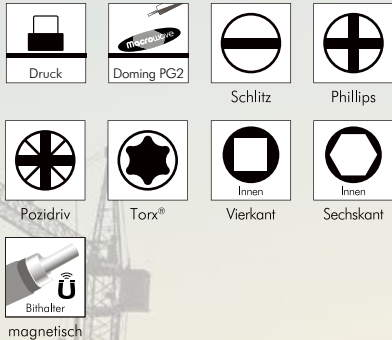 Druck
Macrowave
Doming PG2
Schlitz
Phillips
Pozidriv
Torx®
Innen
Vierkant
Innen
Sechskant
Bithalter
magnetisch